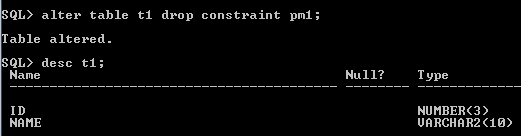 SQL> alter table t1 drop constraint pm1;
Table altered.
SQL> desc t1;
Name Null? Type
----------------------------------------- -------- ----------------------------
ID NUMBER(3)
NAME VARCHAR2(10)